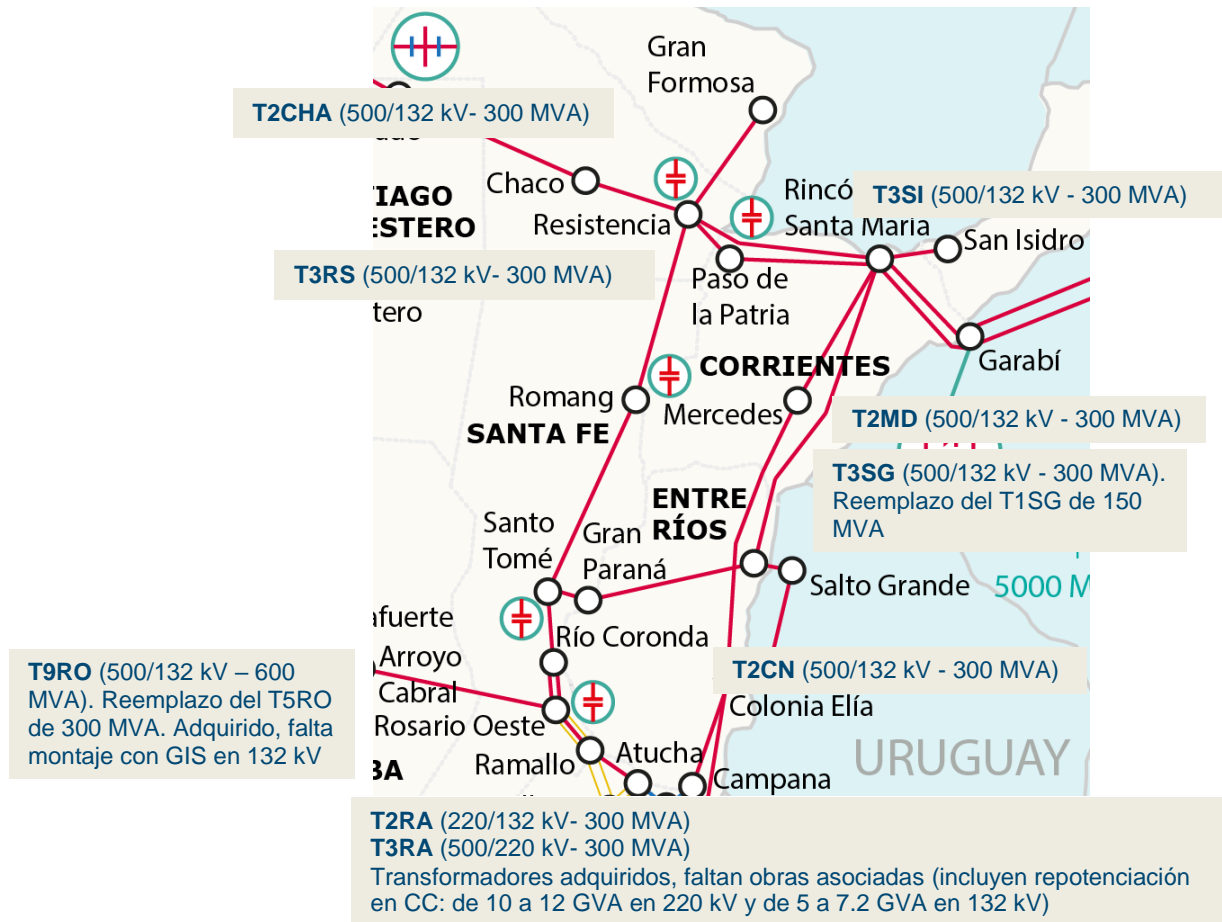 Gran
Formosa
T2CHA (500/132 kV- 300 MVA)
Chaco
TIAGO
ESTERO
Resistencia
Rincó
Santa María
T3SI (500/132 kV - 300 MVA)
San Isidro
T3RS (500/132 kV- 300 MVA)
tero
Paso de
la Patria
Garabí
CORRIENTES
Romang
SANTA FE
Mercedes
T2MD (500/132 kV - 300 MVA)
T3SG (500/132 kV - 300 MVA).
Reemplazo del T1SG de 150
MVA
ENTRE
RÍOS
Santo
Tomé
Gran
Paraná
Salto Grande
5000 M
afuerte
Río Coronda
Arroyo
Cabral
T9RO (500/132 kV – 600
MVA). Reemplazo del T5RO
de 300 MVA. Adquirido, falta
montaje con GIS en 132 kV
T2CN (500/132 kV - 300 MVA)
Colonia Elía
Rosario Oeste
Ramallo
Atucha
Campana
URUGUAY
BA
T2RA (220/132 kV- 300 MVA)
T3RA (500/220 kV- 300 MVA)
Transformadores adquiridos, faltan obras asociadas (incluyen repotenciación
en CC: de 10 a 12 GVA en 220 kV y de 5 a 7.2 GVA en 132 kV)